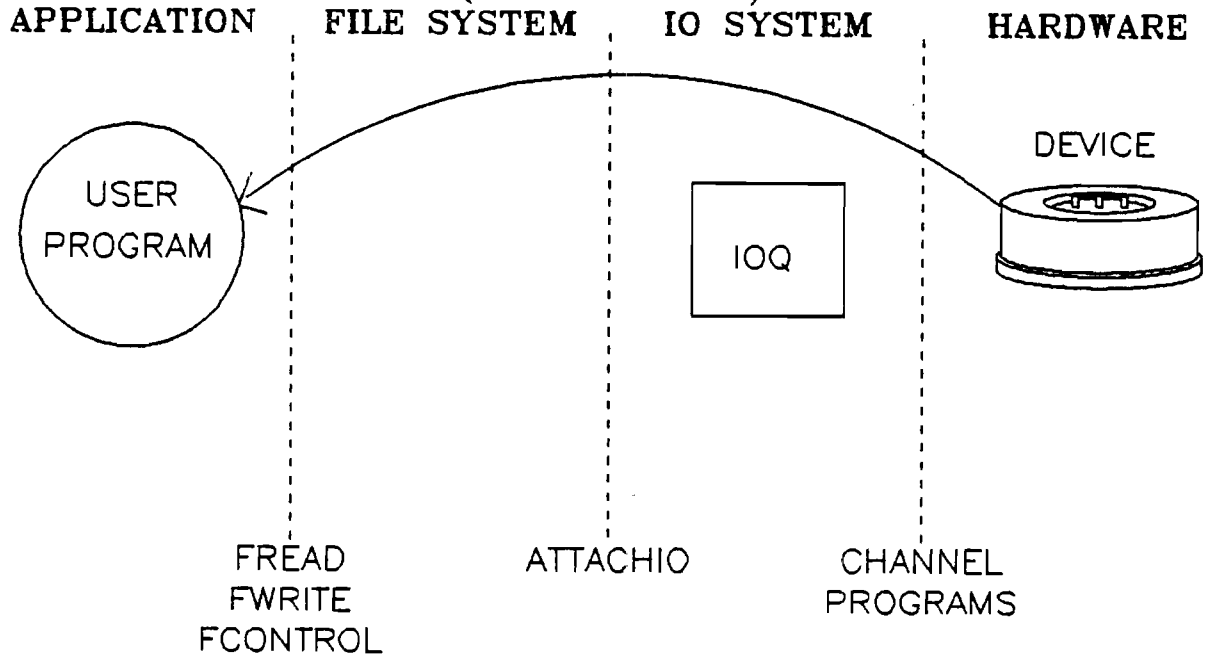 APPLICATION
FILE SYSTEM
IO SYSTEM
HARDWARE
DEVICE
USER
PROGRAM
IOQ
FREAD
FWRITE
FCONTROL
ATTACHIO
CHANNEL
PROGRAMS